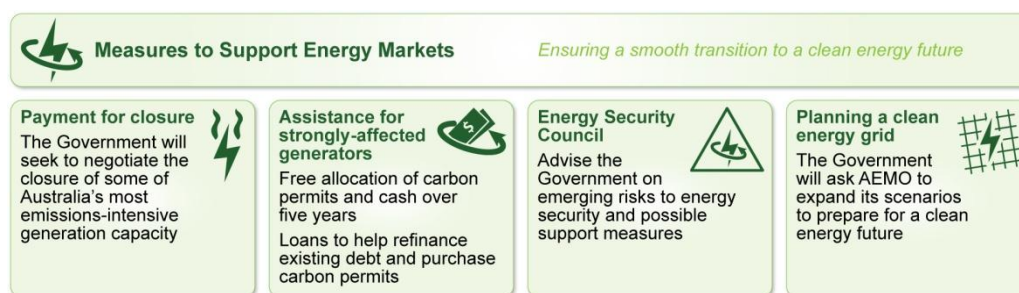 Measures to Support Energy Markets
Ensuring a smooth transition to a clean energy future
Payment for closure
The Government will
seek to negotiate the
closure of some of
Australia's most
emissions-intensive
generation capacity
Assistance for
strongly-affected
generators
Free allocation of carbon
permits and cash over
five years
Loans to help refinance
existing debt and purchase
carbon permits
Energy Security
Council
Advise the
Government on
emerging risks to energy
security and possible
support measures
Planning a clean
energy grid
The Government
will ask AEMO to
expand its scenarios
to prepare for a clean
energy future